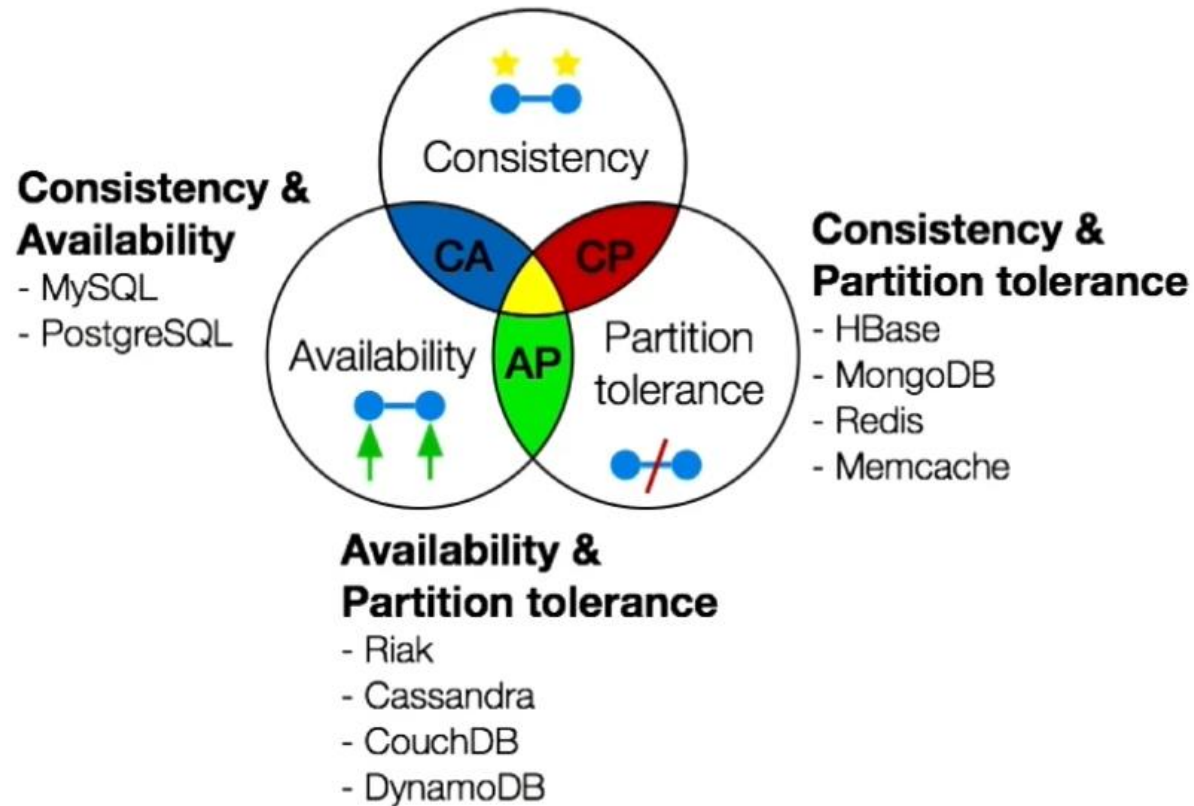 Consistency
Consistency &
Availability
- MySQL
- PostgreSQL
CA
CP
AP
Availability
Partition
tolerance
Consistency &
Partition tolerance
- HBase
- MongoDB
- Redis
- Memcache
Availability &
Partition tolerance
- Riak
- Cassandra
- CouchDB
- DynamoDB